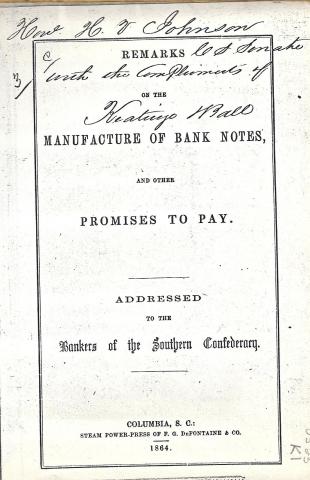 Hon. H. V Johnson
C S Senate
REMARKS
with the Compliments of
ON THE
Keatinge & Ball
MANUFACTURE OF BANK NOTES,
AND OTHER
PROMISES TO PAY.
ADDRESSED
TO THE
Bankers of the Southern Confederacy.
COLUMBIA, S. C.:
STEAM POWER-PRESS OF F. G. DEFONTAINE & CO.
1864.